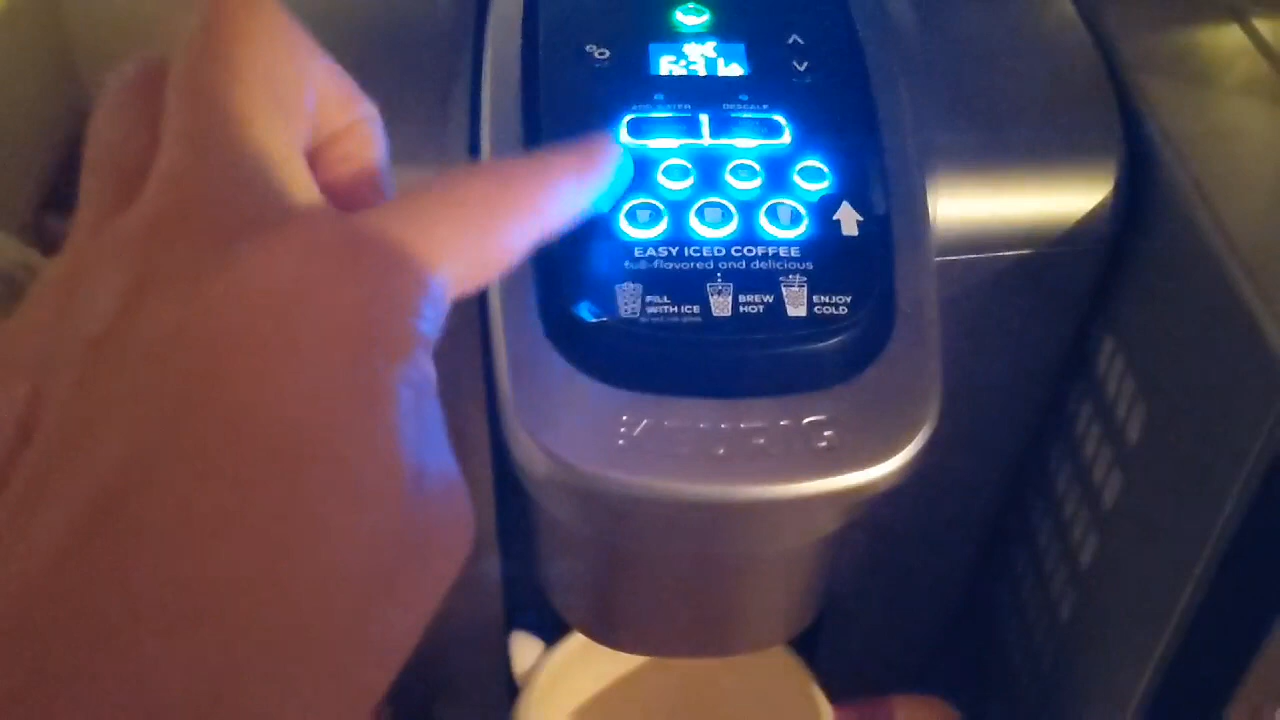 ADD WATER DESCALE
EASY ICED COFFEE
full-flavored and delicious
FILL WITH ICE
BREW HOT
ENJOY COLD
KEURIG